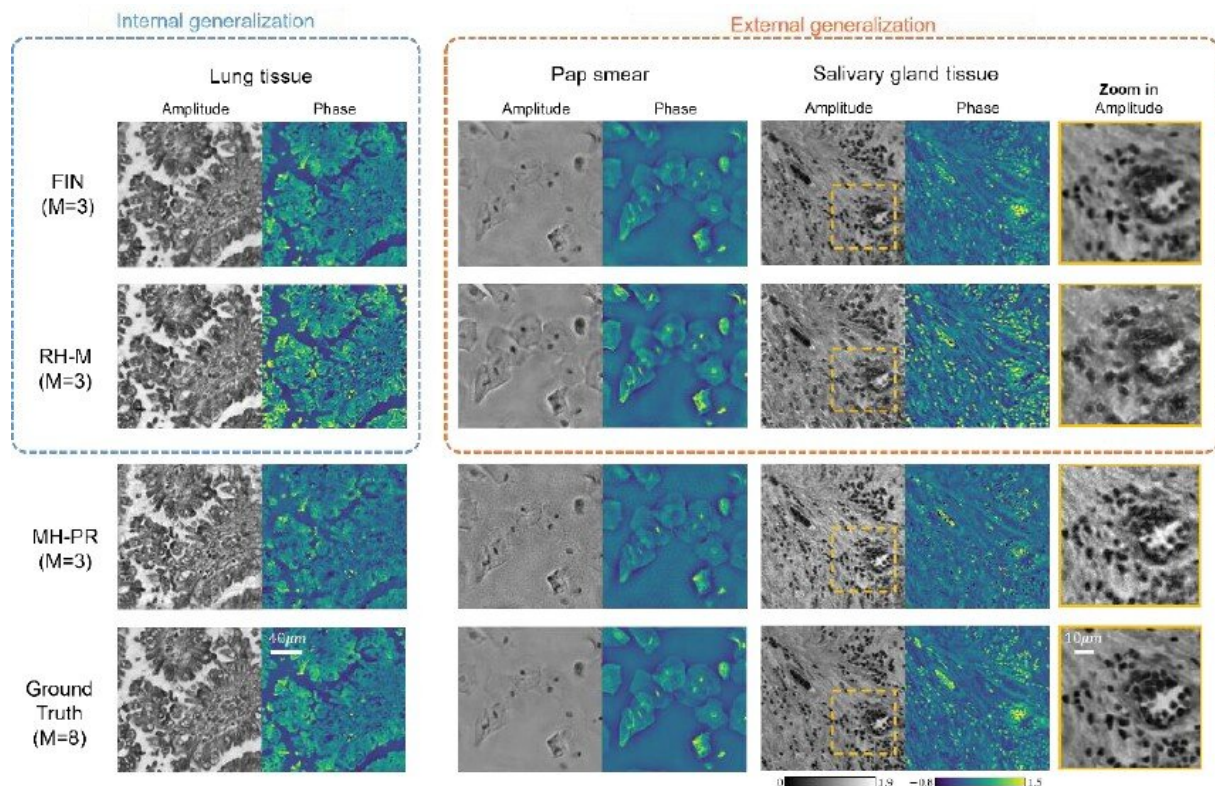 Internal generalization
External generalization
Lung tissue
Pap smear
Salivary gland tissue
Zoom in
Amplitude
Phase
Amplitude
Phase
Amplitude
Phase
Amplitude
FIN
(M=3)
RH-M
(M=3)
MH-PR
(M=3)
40μm
10μm
Ground
Truth
(M=8)
0
1.9
−0.8
1.5